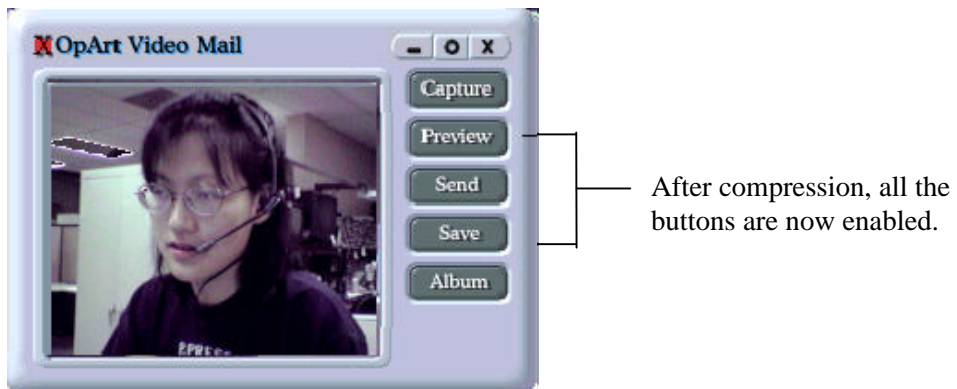 X OpArt Video Mail
Capture
Preview
Send
Save
Album
After compression, all the
buttons are now enabled.